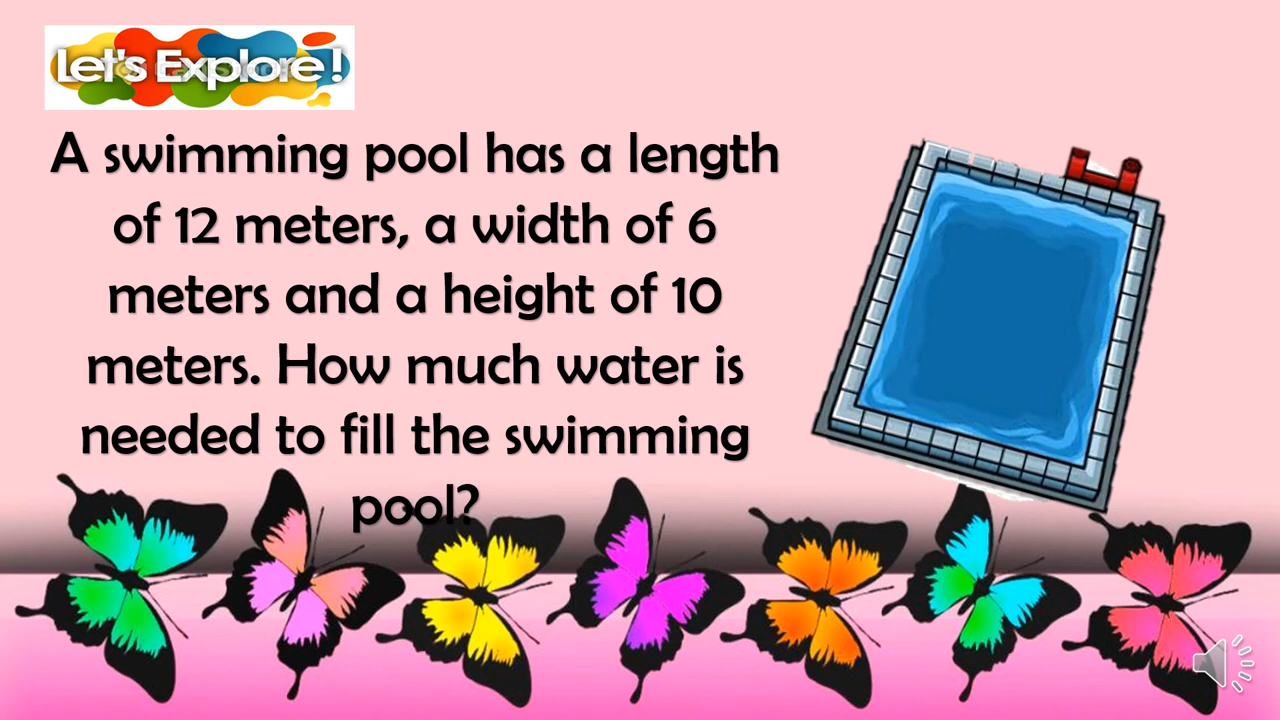 Let's Explore!
A swimming pool has a length
of 12 meters, a width of 6
meters and a height of 10
meters. How much water is
needed to fill the swimming
pool?